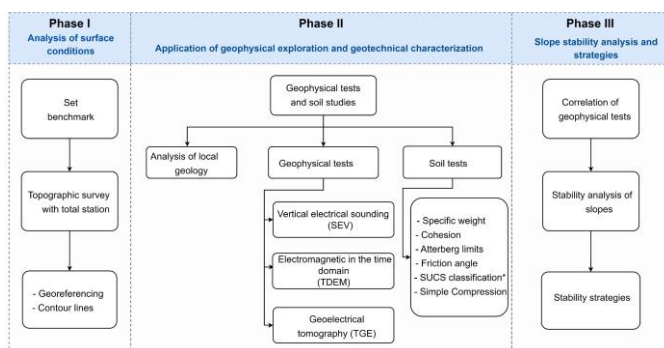 Phase I
Analysis of surface
conditions
Set
benchmark
Topographic survey
with total station
- Georeferencing
- Contour lines
Phase II
Application of geophysical exploration and geotechnical characterization
Geophysical tests
and soil studies
Analysis of local
geology
Geophysical tests
Soil tests
Vertical electrical sounding
(SEV)
Electromagnetic in the time
domain
(TDEM)
Geoelectrical
tomography (TGE)
- Specific weight
- Cohesion
- Atterberg limits
- Friction angle
- SUCS classification*
- Simple Compression
Phase III
Slope stability analysis and
strategies
Correlation of
geophysical tests
Stability analysis of
slopes
Stability strategies